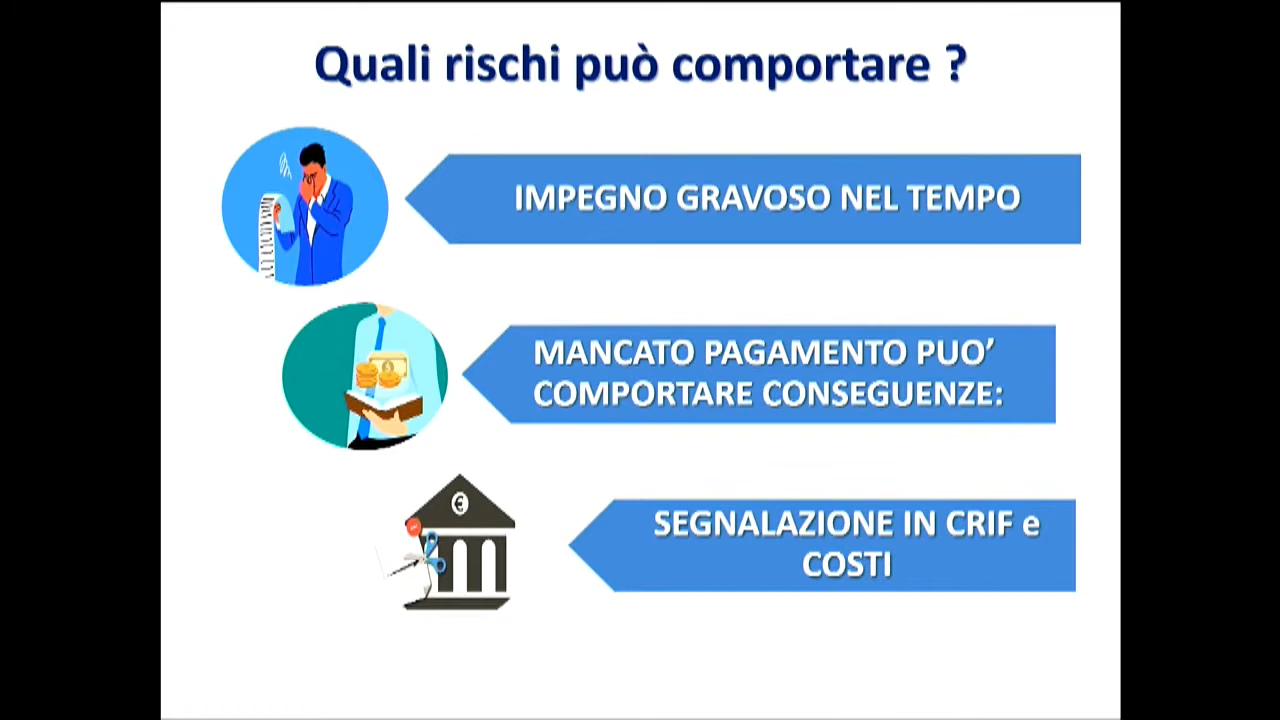 Quali rischi può comportare ?
IMPEGNO GRAVOSO NEL TEMPO
MANCATO PAGAMENTO PUO’
COMPORTARE CONSEGUENZE:
€
SEGNALAZIONE IN CRIF e
COSTI